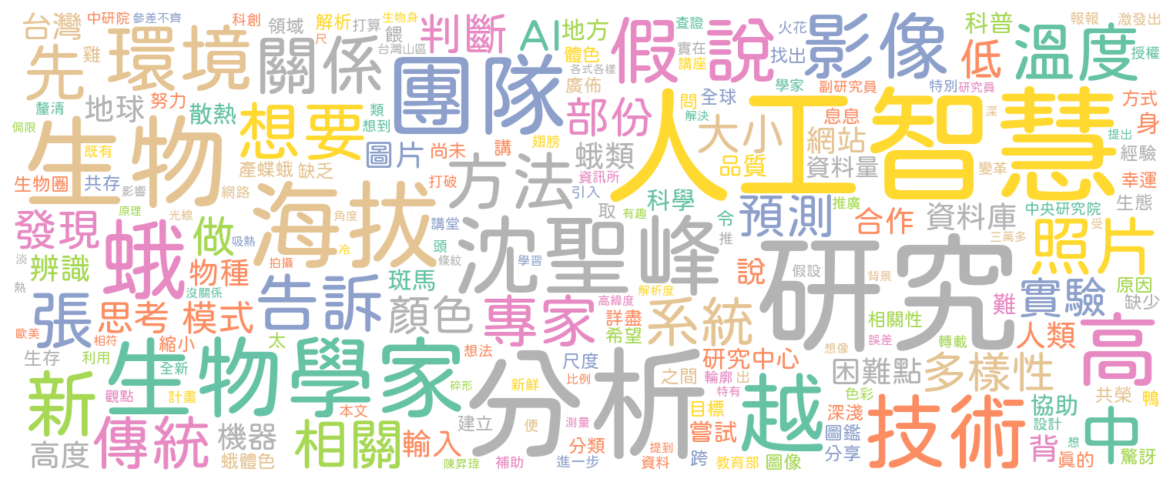 台灣 中研院 參差不齊 科創 領域 解析 打算 生物身 判斷 AI 地方 假說 影像 科普 報報 激發出
先 雞 環境 關係 尺 餵 台灣山區 體色 各式各樣 廣佈 查證 實在 講座 火花 找出 低 溫度 授權
釐清 地球 努力 散熱 類 想到 團隊 部份 問 全球 學家 副研究員 特別 研究員 方式
侷限 既有 生物 產蝶蛾 缺乏 想要 圖片 尚未 講 翅膀 蛾類 大小 品質 解決 人工智慧 網站 息息 深 提出 身 經驗
生物圈 共存 影響 網路 海拔 打破 方法 資訊所 引入 科學 資料量 變革 幸運
發現 原理 光線 角度 講堂 沈聖峰 取 有趣 令 預測 推廣 合作 資料庫 中央研究院 生態
蛾 做 吸熱 冷 頭 條紋 學習 推 三萬多 受 照片
淡 辨識 物種 拍攝 斑馬 說 假設 研究 背景 原因
熱 張 沒關係 告訴 顏色 高緯度 解析度 系統 實驗 缺少
歐美 思考 模式 相符 縮小 太 專家 詳盡 希望 相關性 難 誤差 轉載 人類 高
生存 利用 生物學家 全新 想法 分析 尺度 之間 研究中心 想像 困難點 多樣性
新 觀點 計畫 本文 碎形 新鮮 比例 輪廓 出 特有 越 色彩 深淺 技術 共榮 鴨
高度 傳統 機器 相關 輸入 建立 便 測量 目標 嘗試 圖鑑 協助 設計 中
蛾體色 陳昇瑋 補助 進一步 分類 提到 資料 跨 教育部 圖像 分享 背 想 真的 驚訝